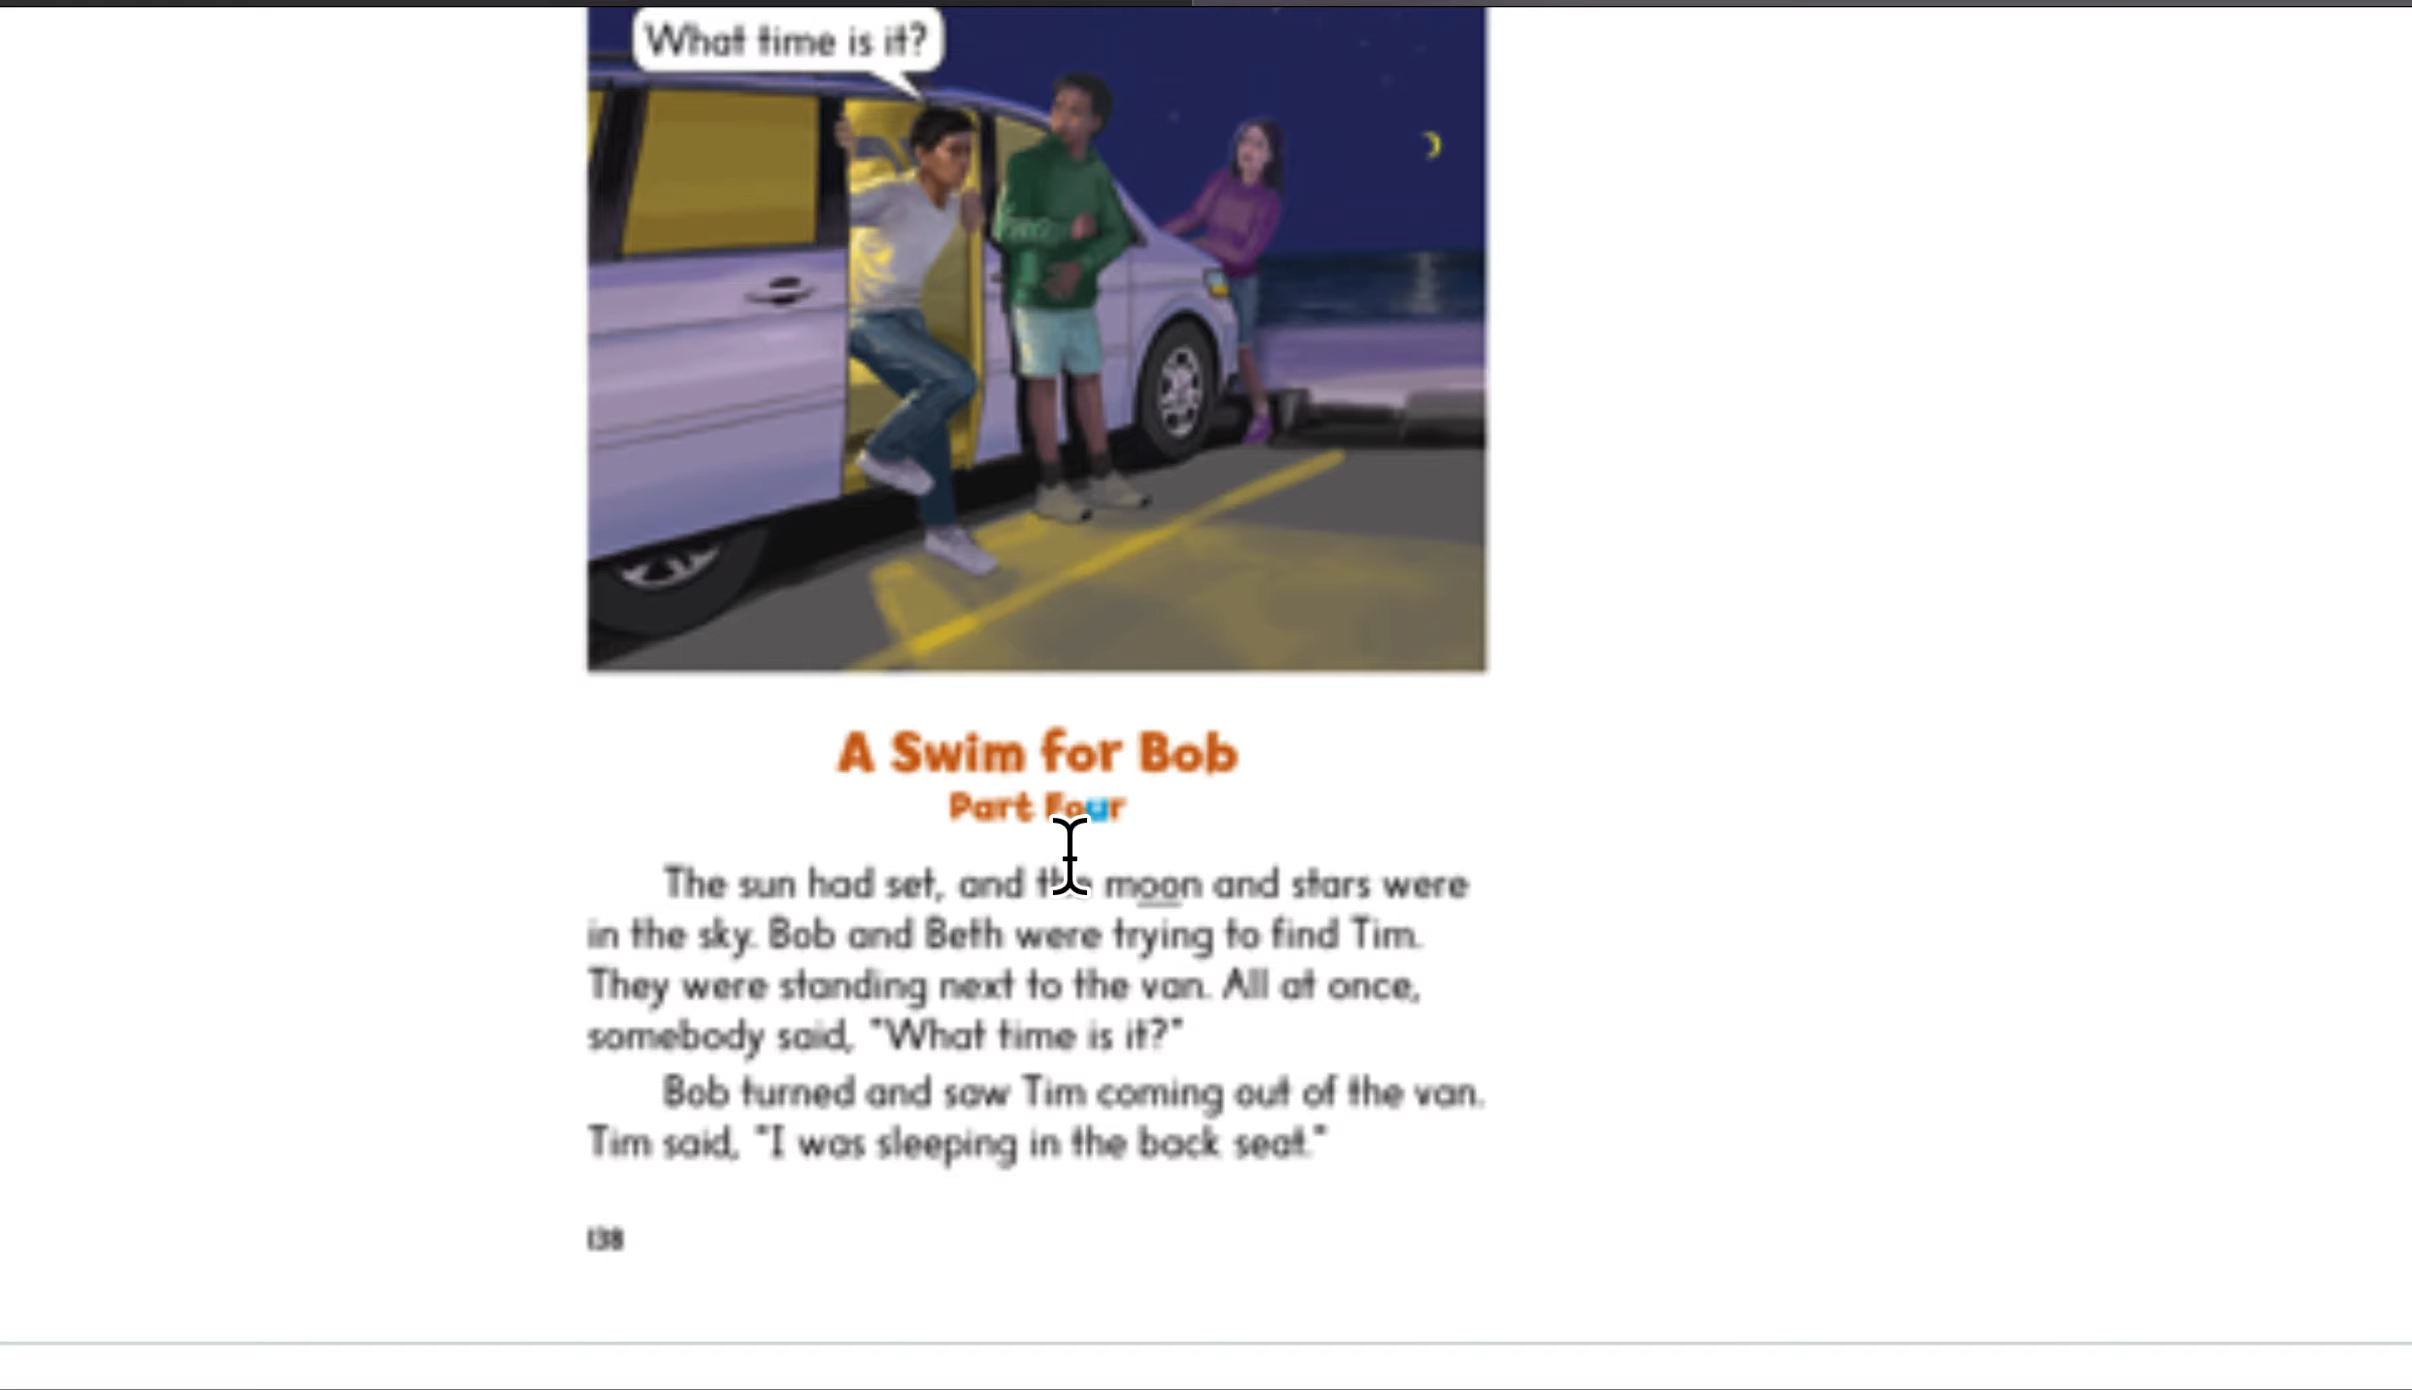 What time is it?
A Swim for Bob
Part Four
The sun had set, and the moon and stars were
in the sky. Bob and Beth were trying to find Tim.
They were standing next to the van. All at once,
somebody said, "What time is it?"
Bob turned and saw Tim coming out of the van.
Tim said, "I was sleeping in the back seat."
138